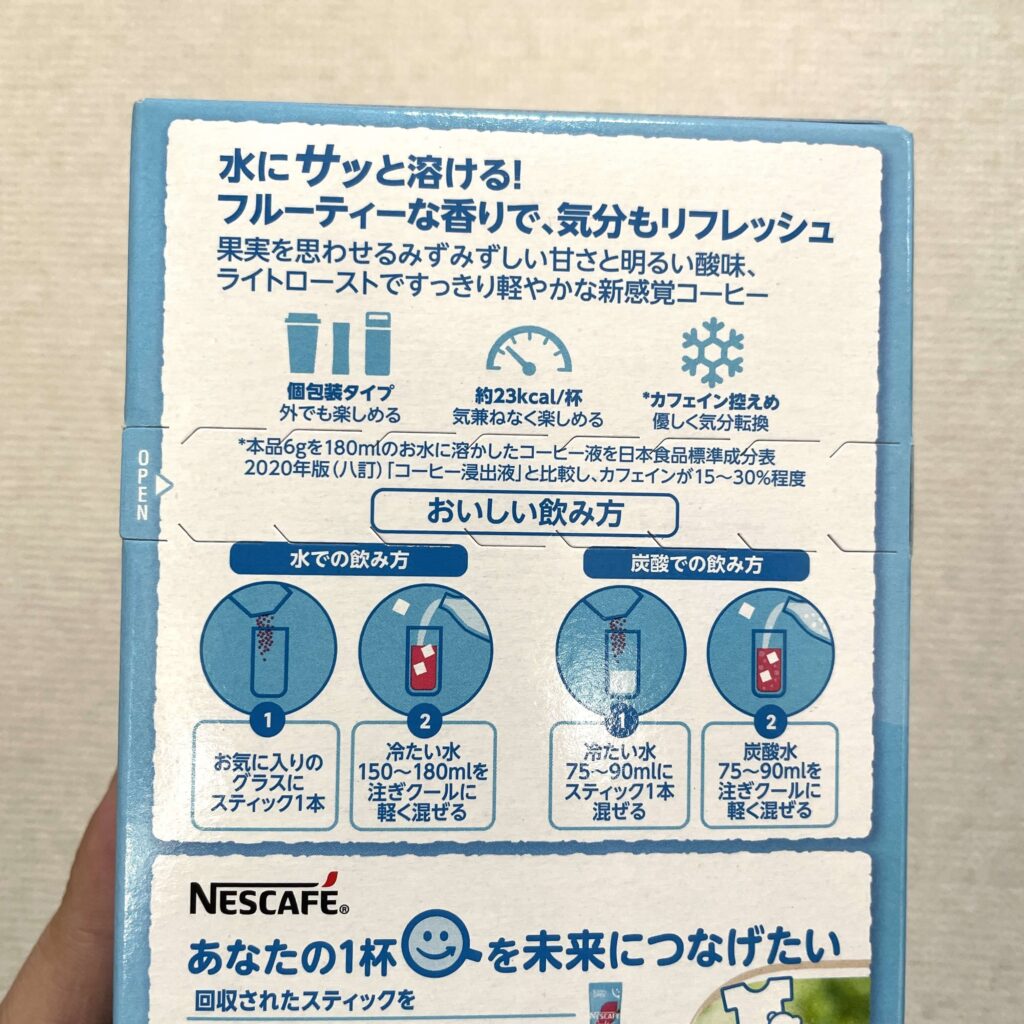 水にサッと溶ける!
フルーティーな香りで、気分もリフレッシュ
果実を思わせるみずみずしい甘さと明るい酸味、
ライトローストですっきり軽やかな新感覚コーヒー
個包装タイプ
外でも楽しめる
約23kcal/杯
気兼ねなく楽しめる
*カフェイン控えめ
優しく気分転換
*本品6gを180mlのお水に溶かしたコーヒー液を日本食品標準成分表
2020年版(八訂)「コーヒー浸出液」と比較し、カフェインが15~30%程度
OPEN
おいしい飲み方
水での飲み方
1
お気に入りの
グラスに
スティック1本
2
冷たい水
150~180mlを
注ぎクールに
軽く混ぜる
炭酸での飲み方
1
冷たい水
75~90mlに
スティック1本
混ぜる
2
炭酸水
75~90mlを
注ぎクールに
軽く混ぜる
NESCAFÉ®
あなたの1杯を未来につなげたい
回収されたスティックを
NESCAFÉ